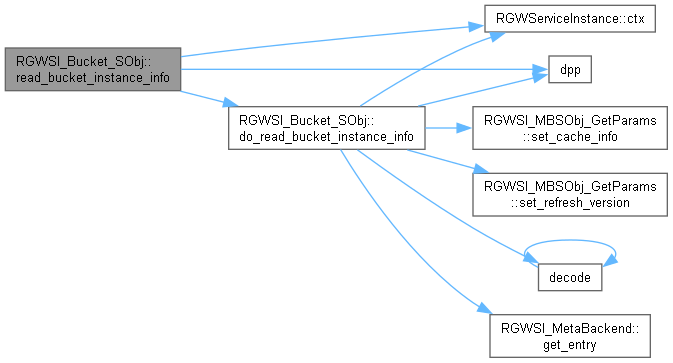 RGWSI_Bucket_SObj::
read_bucket_instance_info
RGWSI_Bucket_SObj::
do_read_bucket_instance_info
RGWServiceInstance::ctx
dpp
RGWSI_MBSObj_GetParams
::set_cache_info
RGWSI_MBSObj_GetParams
::set_refresh_version
decode
RGWSI_MetaBackend::
get_entry